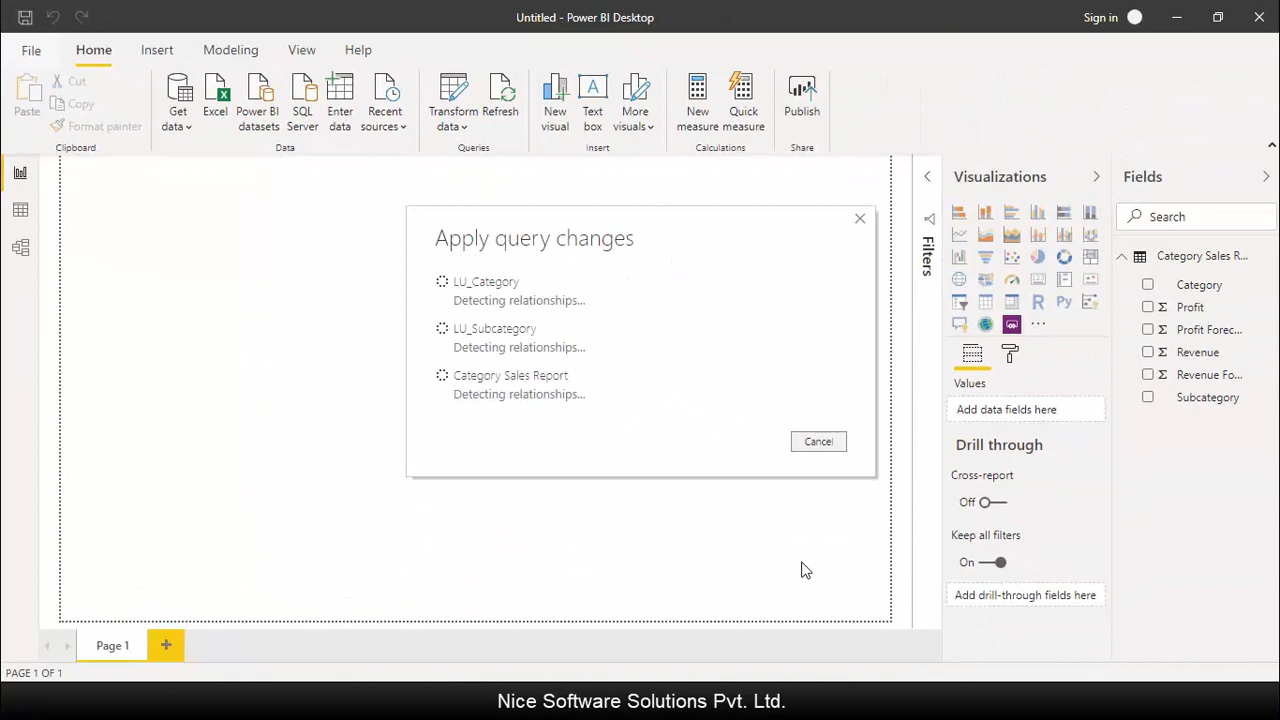 Untitled - Power BI Desktop
Sign in
File
Home
Insert
Modeling
View
Help
Paste
Cut
Copy
Format painter
Clipboard
Get
data
Excel
Power BI
datasets
SQL
Server
Enter
data
Recent
sources
Data
Transform
data
Refresh
Queries
New
visual
Text
box
More
visuals
Insert
New
measure
Quick
measure
Calculations
Publish
Share
Apply query changes
LU_Category
Detecting relationships...
LU_Subcategory
Detecting relationships...
Category Sales Report
Detecting relationships...
Cancel
Filters
Visualizations
R
Py
Values
Add data fields here
Drill through
Cross-report
Off
Keep all filters
On
Add drill-through fields here
Fields
Search
Category Sales R...
Category
Profit
Profit Forec...
Revenue
Revenue Fo...
Subcategory
Page 1
PAGE 1 OF 1
Nice Software Solutions Pvt. Ltd.